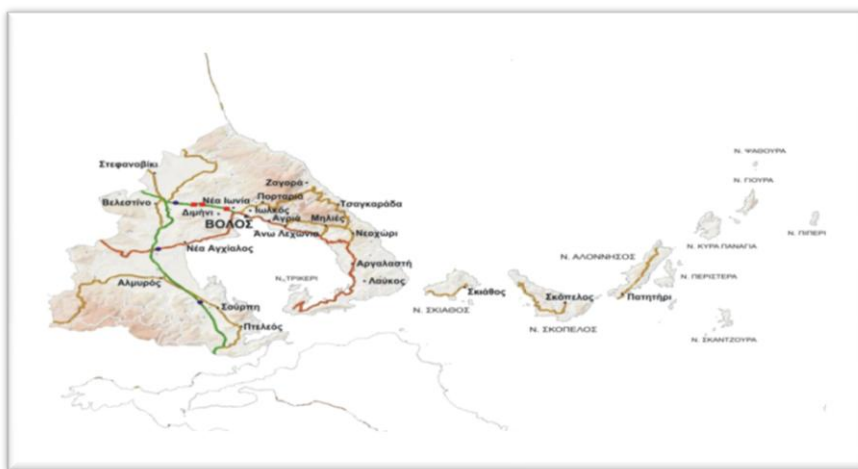 Στεφαναβίκι
Βελεστίνο
Νέα Ιωνία
Διμήνι
ΒΟΛΟΣ
Ζαγορά
Πορταριά
Ιωλκός
Τσαγκαράδα
Αγριά
Μηλιές
Άνω Λεχώνια
Νεοχώρι
Νέα Αγχίαλος
Αργαλαστή
Λαύκος
Ν. ΤΡΙΚΕΡΙ
Αλμυρός
Σούρπη
Πτελεός
Σκιάθος
Ν. ΣΚΙΑΘΟΣ
Σκόπελος
Ν. ΣΚΟΠΕΛΟΣ
Ν. ΑΛΟΝΝΗΣΟΣ
Πατητήρι
Ν. ΨΑΘΟΥΡΑ
Ν. ΓΙΟΥΡΑ
Ν. ΚΥΡΑ ΠΑΝΑΓΙΑ
Ν. ΠΙΠΕΡΙ
Ν. ΠΕΡΙΣΤΕΡΑ
Ν. ΣΚΑΝΤΖΟΥΡΑ